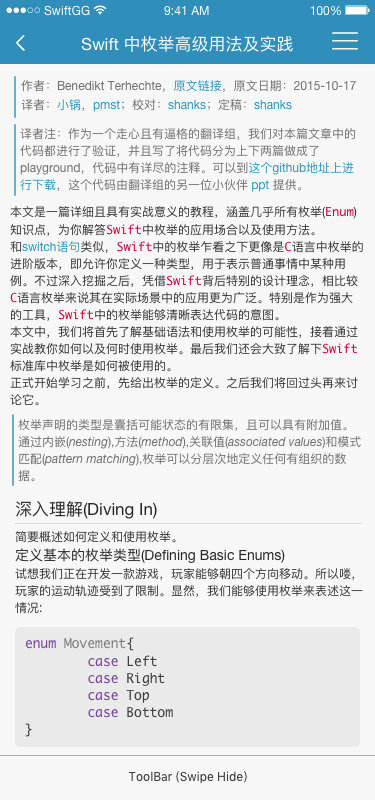 SwiftGG 9:41 AM 100%
Swift 中枚举高级用法及实践
作者：Benedikt Terhechte，原文链接，原文日期：2015-10-17
译者：小锅，pmst；校对：shanks；定稿：shanks
译者注：作为一个走心且有逼格的翻译组，我们对本篇文章中的
代码都进行了验证，并且写了将代码分为上下两篇做成了
playground，代码中有详尽的注释。可以到这个github地址上进
行下载，这个代码由翻译组的另一位小伙伴 ppt 提供。
本文是一篇详细且具有实战意义的教程，涵盖几乎所有枚举(Enum)
知识点，为你解答Swift中枚举的应用场合以及使用方法。
和switch语句类似，Swift中的枚举乍看之下更像是C语言中枚举的
进阶版本，即允许你定义一种类型，用于表示普通事情中某种用
例。不过深入挖掘之后，凭借Swift背后特别的设计理念，相比较
C语言枚举来说其在实际场景中的应用更为广泛。特别是作为强大
的工具，Swift中的枚举能够清晰表达代码的意图。
本文中，我们将首先了解基础语法和使用枚举的可能性，接着通过
实战教你如何以及何时使用枚举。最后我们还会大致了解下Swift
标准库中枚举是如何被使用的。
正式开始学习之前，先给出枚举的定义。之后我们将回过头再来讨
论它。
枚举声明的类型是囊括可能状态的有限集，且可以具有附加值。
通过内嵌(nesting),方法(method),关联值(associated values)和模式
匹配(pattern matching),枚举可以分层次地定义任何有组织的数
据。
深入理解(Diving In)
简要概述如何定义和使用枚举。
定义基本的枚举类型(Defining Basic Enums)
试想我们正在开发一款游戏，玩家能够朝四个方向移动。所以喽，
玩家的运动轨迹受到了限制。显然，我们能够使用枚举来表述这一
情况:
enum Movement{
case Left
case Right
case Top
case Bottom
}
ToolBar (Swipe Hide)